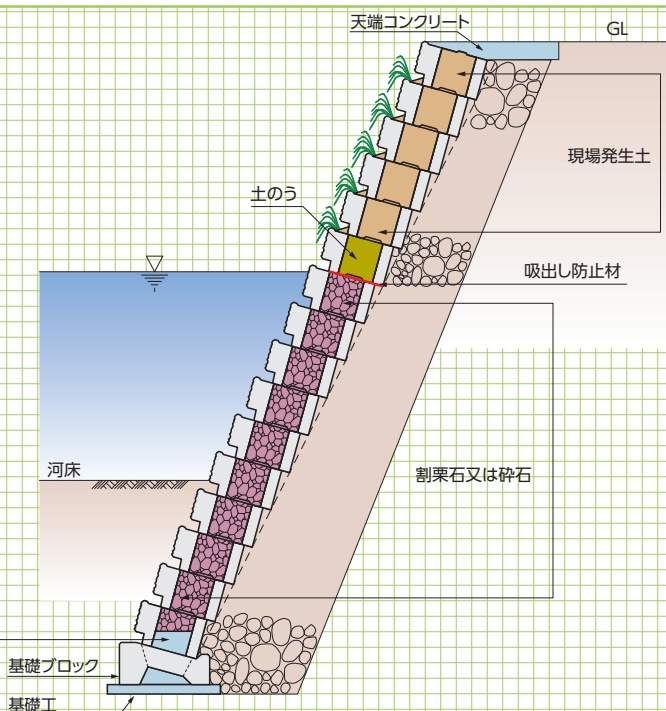 天端コンクリート
GL
現場発生土
土のう
吸出し防止材
河床
割栗石又は砕石
基礎ブロック
基礎工